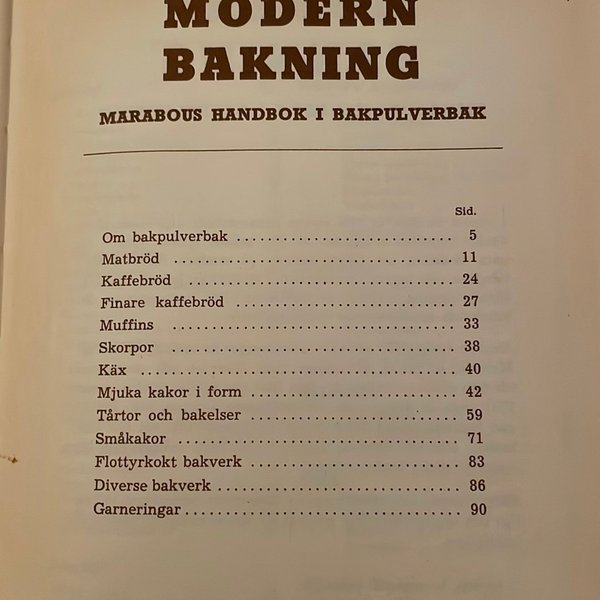 MODERN
BAKNING
MARABOUS HANDBOK I BAKPULVERBAK
Sid.
Om bakpulverbak ................................ 5
Matbröd ........................................ 11
Kaffebröd ...................................... 24
Finare kaffebröd ............................... 27
Muffins ........................................ 33
Skorpor ........................................ 38
Käx ............................................ 40
Mjuka kakor i form ............................. 42
Tårtor och bakelser ............................ 59
Småkakor ....................................... 71
Flottyrkokt bakverk ............................ 83
Diverse bakverk ................................ 86
Garneringar .................................... 90